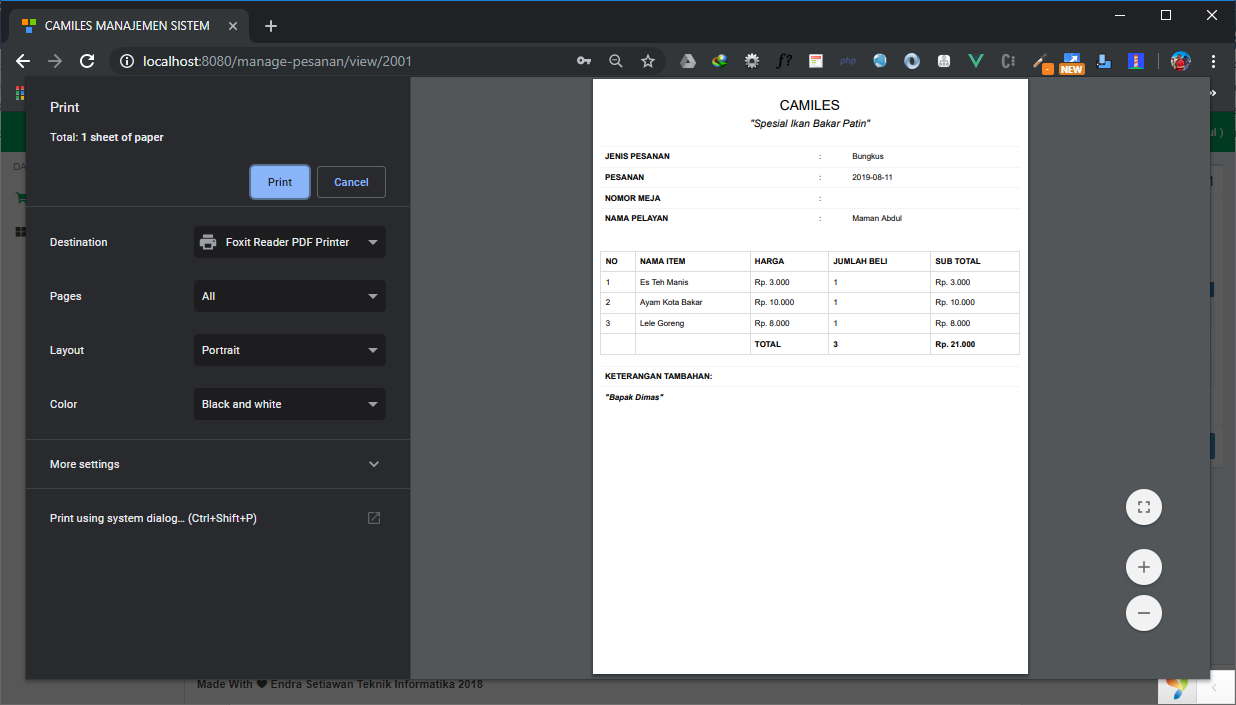 CAMILES MANAJEMEN SISTEM
localhost:8080/manage-pesanan/view/2001
f?
php
NEW
Print
Total: 1 sheet of paper
Print Cancel
Destination Foxit Reader PDF Printer
Pages All
Layout Portrait
Color Black and white
More settings
Print using system dialog... (Ctrl+Shift+P)
CAMILES
"Spesial Ikan Bakar Patin"
JENIS PESANAN : Bungkus
PESANAN : 2019-08-11
NOMOR MEJA :
NAMA PELAYAN : Maman Abdul
NO NAMA ITEM HARGA JUMLAH BELI SUB TOTAL
1 Es Teh Manis Rp. 3.000 1 Rp. 3.000
2 Ayam Kota Bakar Rp. 10.000 1 Rp. 10.000
3 Lele Goreng Rp. 8.000 1 Rp. 8.000
TOTAL 3 Rp. 21.000
KETERANGAN TAMBAHAN:
"Bapak Dimas"
Made With ❤ Endra Setiawan Teknik Informatika 2018